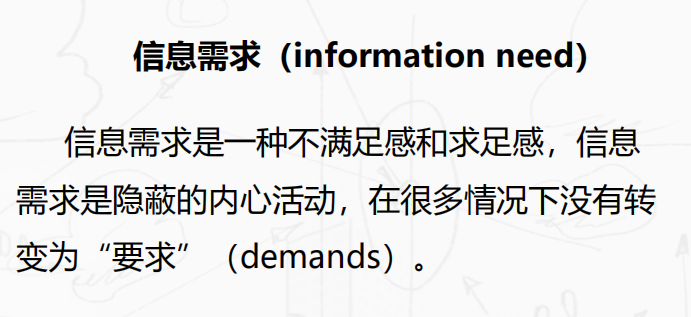 信息需求（information need）
信息需求是一种不满足感和求足感，信息
需求是隐蔽的内心活动，在很多情况下没有转
变为“要求”（demands）。